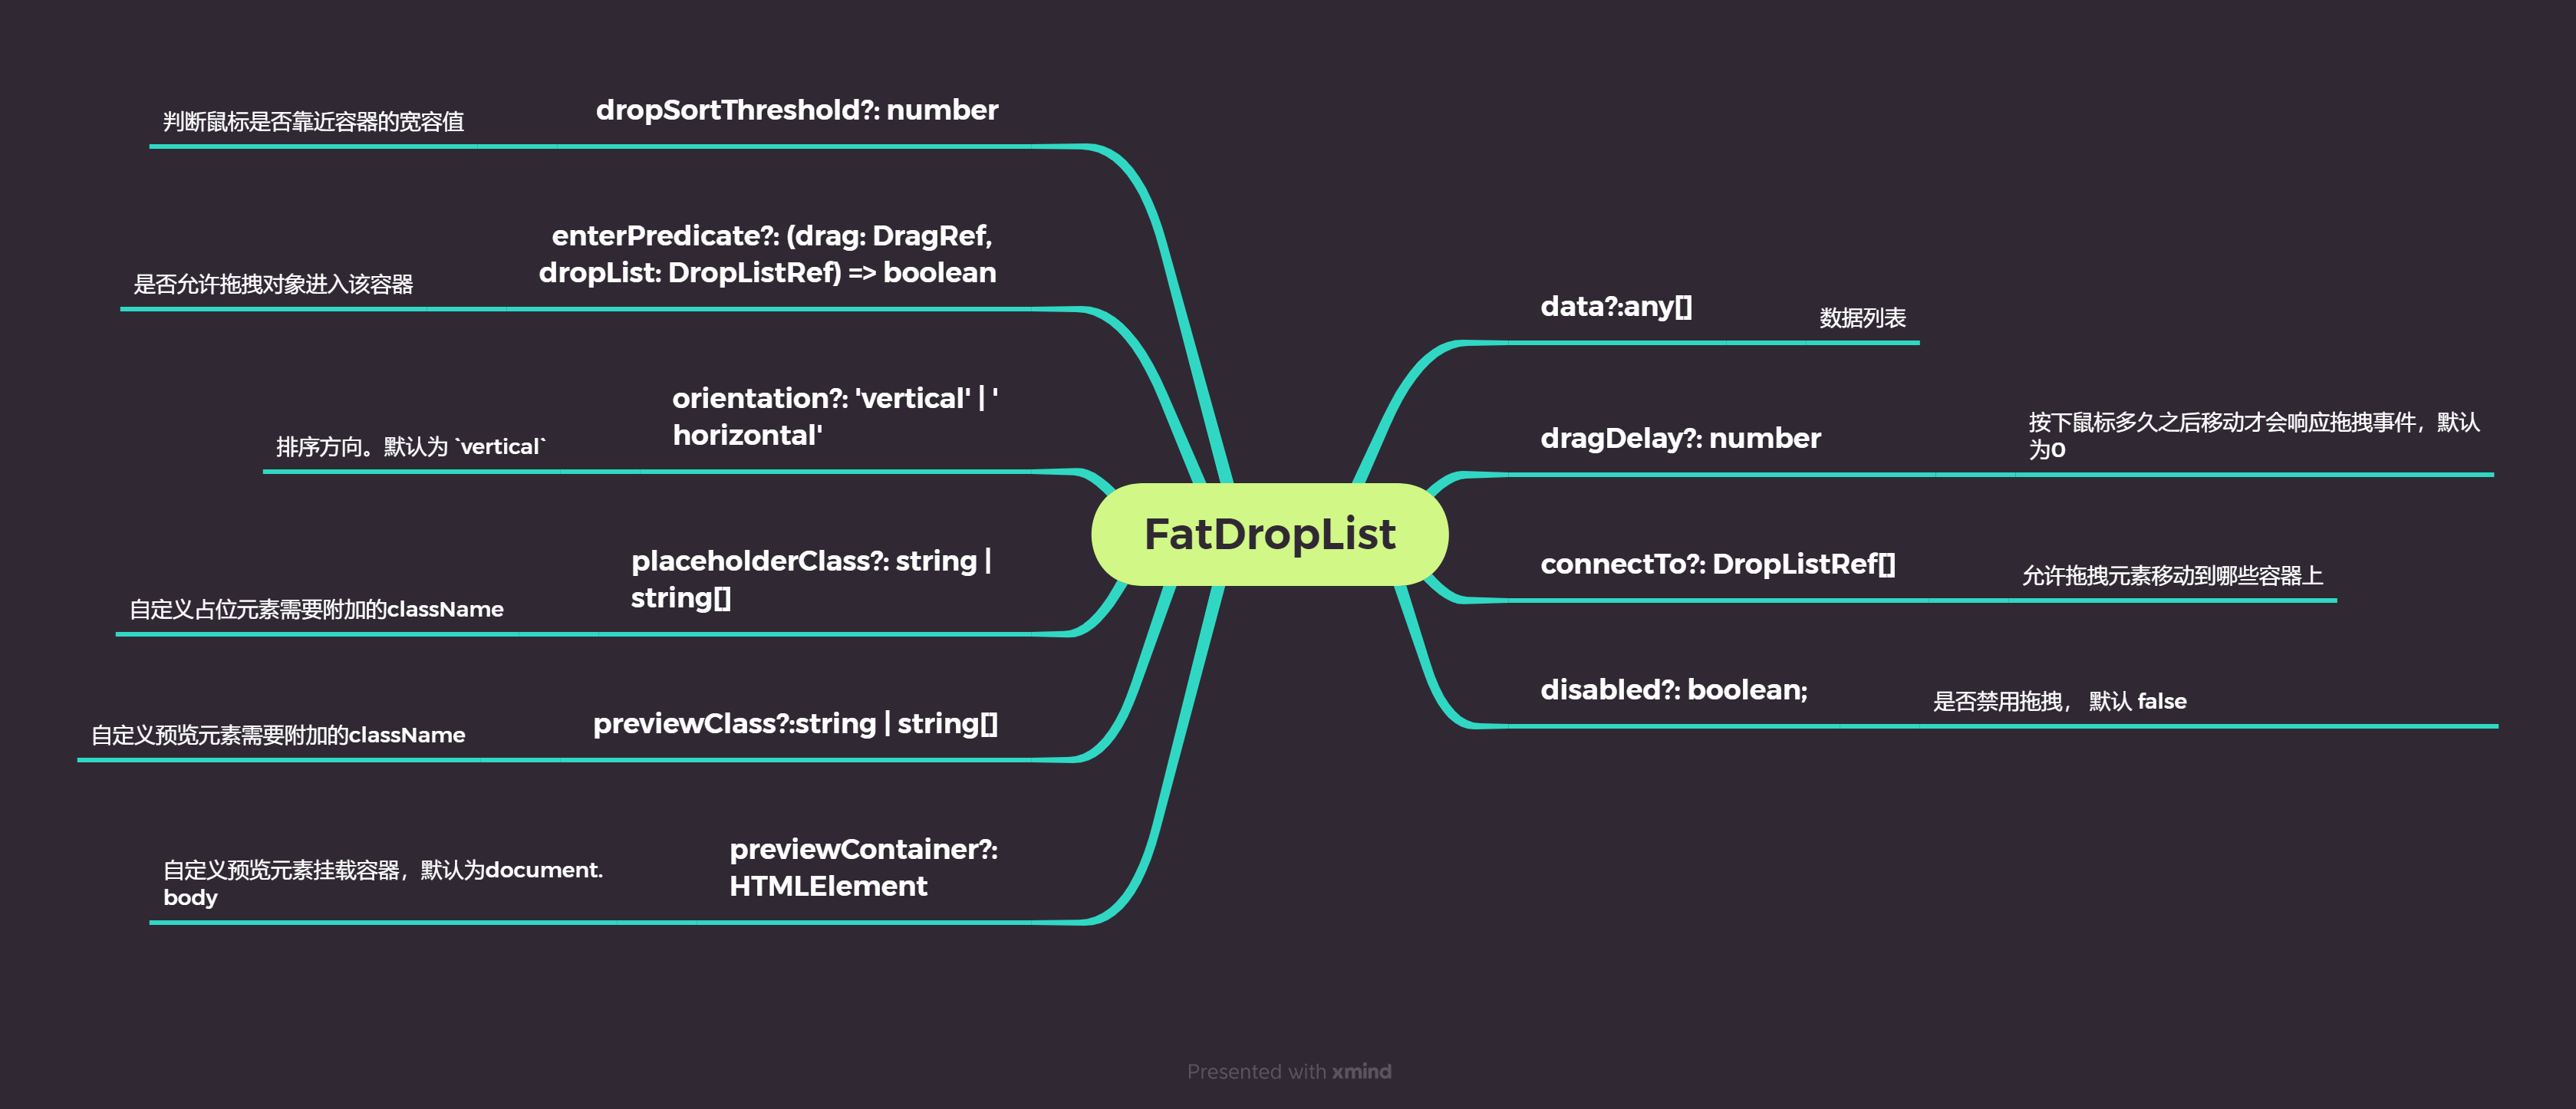 FatDropList
data?:any[]
数据列表
dragDelay?: number
按下鼠标多久之后移动才会响应拖拽事件，默认
为0
connectTo?: DropListRef[]
允许拖拽元素移动到哪些容器上
disabled?: boolean;
是否禁用拖拽， 默认 false
dropSortThreshold?: number
判断鼠标是否靠近容器的宽容值
enterPredicate?: (drag: DragRef,
dropList: DropListRef) => boolean
是否允许拖拽对象进入该容器
orientation?: 'vertical' | '
horizontal'
排序方向。默认为 `vertical`
placeholderClass?: string |
string[]
自定义占位元素需要附加的className
previewClass?:string | string[]
自定义预览元素需要附加的className
previewContainer?:
HTMLElement
自定义预览元素挂载容器，默认为document.
body
Presented with xmind